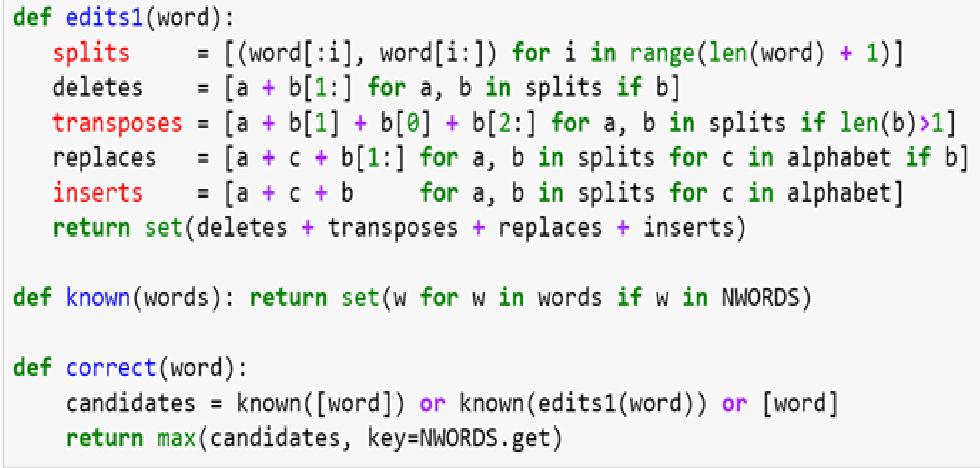 def edits1(word):
   splits     = [(word[:i], word[i:]) for i in range(len(word) + 1)]
   deletes    = [a + b[1:] for a, b in splits if b]
   transposes = [a + b[1] + b[0] + b[2:] for a, b in splits if len(b)>1]
   replaces   = [a + c + b[1:] for a, b in splits for c in alphabet if b]
   inserts    = [a + c + b     for a, b in splits for c in alphabet]
   return set(deletes + transposes + replaces + inserts)

def known(words): return set(w for w in words if w in NWORDS)

def correct(word):
    candidates = known([word]) or known(edits1(word)) or [word]
    return max(candidates, key=NWORDS.get)